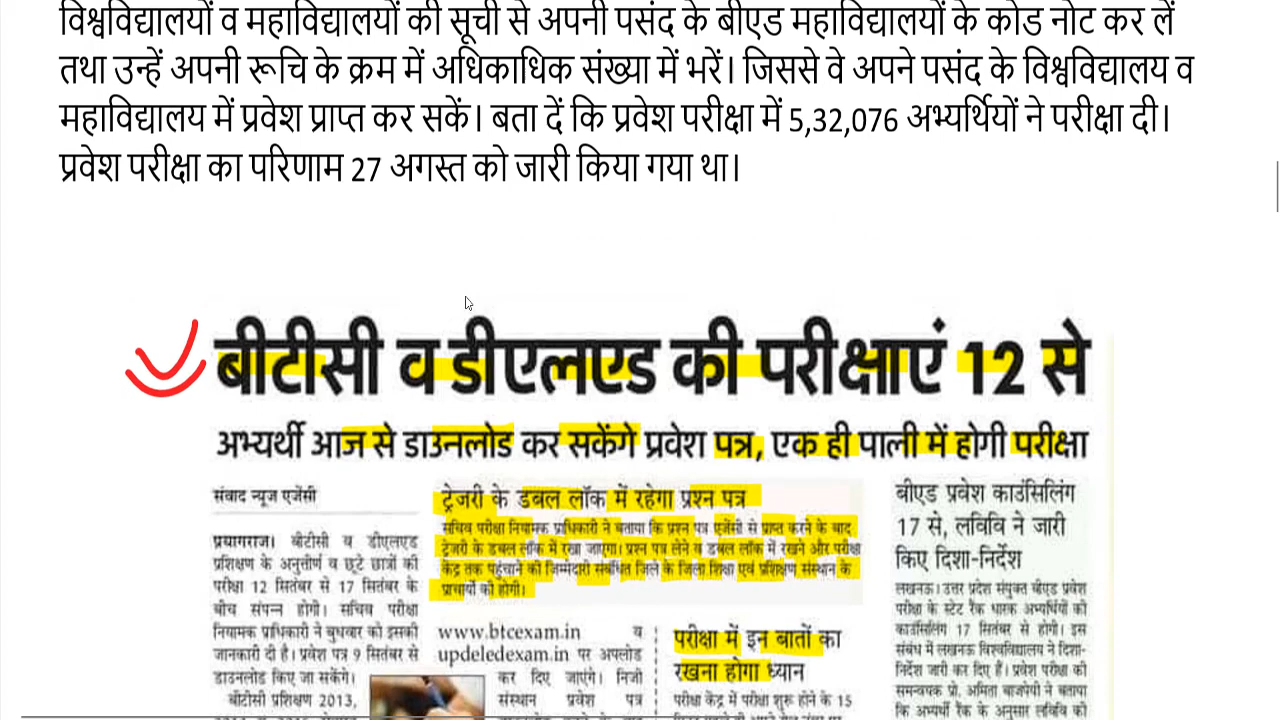 विश्वविद्यालयों व महाविद्यालयों की सूची से अपनी पसंद के बीएड महाविद्यालयों के कोड नोट कर लें
तथा उन्हें अपनी रूचि के क्रम में अधिकाधिक संख्या में भरें। जिससे वे अपने पसंद के विश्वविद्यालय व
महाविद्यालय में प्रवेश प्राप्त कर सकें। बता दें कि प्रवेश परीक्षा में 5,32,076 अभ्यर्थियों ने परीक्षा दी।
प्रवेश परीक्षा का परिणाम 27 अगस्त को जारी किया गया था।
बीटीसी व डीएलएड की परीक्षाएं 12 से
अभ्यर्थी आज से डाउनलोड कर सकेंगे प्रवेश पत्र, एक ही पाली में होगी परीक्षा
संवाद न्यूज एजेंसी
प्रयागराज। बीटीसी व डीएलएड
प्रशिक्षण के अनुत्तीर्ण व छूटे छात्रों की
परीक्षा 12 सितंबर से 17 सितंबर के
बीच संपन्न होगी। सचिव परीक्षा
नियामक प्राधिकारी ने बुधवार को इसकी
जानकारी दी है। प्रवेश पत्र 9 सितंबर से
डाउनलोड किए जा सकेंगे।
बीटीसी प्रशिक्षण 2013,
ट्रेजरी के डबल लॉक में रहेगा प्रश्न पत्र
सचिव परीक्षा नियामक प्राधिकारी ने बताया कि प्रश्न पत्र एजेंसी से प्राप्त करने के बाद
ट्रेजरी के डबल लॉक में रखा जाएगा। प्रश्न पत्र लेने व डबल लॉक में रखने और परीक्षा
केंद्र तक पहुंचाने की जिम्मेदारी संबंधित जिले के जिला शिक्षा एवं प्रशिक्षण संस्थान के
प्राचार्यों की होगी।
www.btcexam.in व
updeledexam.in पर अपलोड
कर दिए जाएंगे। निजी
संस्थान प्रवेश पत्र
परीक्षा में इन बातों का
रखना होगा ध्यान
परीक्षा केंद्र में परीक्षा शुरू होने के 15
बीएड प्रवेश काउंसिलिंग
17 से, लविवि ने जारी
किए दिशा-निर्देश
लखनऊ। उत्तर प्रदेश संयुक्त बीएड प्रवेश
परीक्षा के स्टेट रैंक धारक अभ्यर्थियों की
काउंसिलिंग 17 सितंबर से होगी। इस
संबंध में लखनऊ विश्वविद्यालय ने दिशा-
निर्देश जारी कर दिए हैं। प्रवेश परीक्षा की
समन्वयक प्रो. अमिता बाजपेयी ने बताया
कि अभ्यर्थी रैंक के अनुसार लविवि की